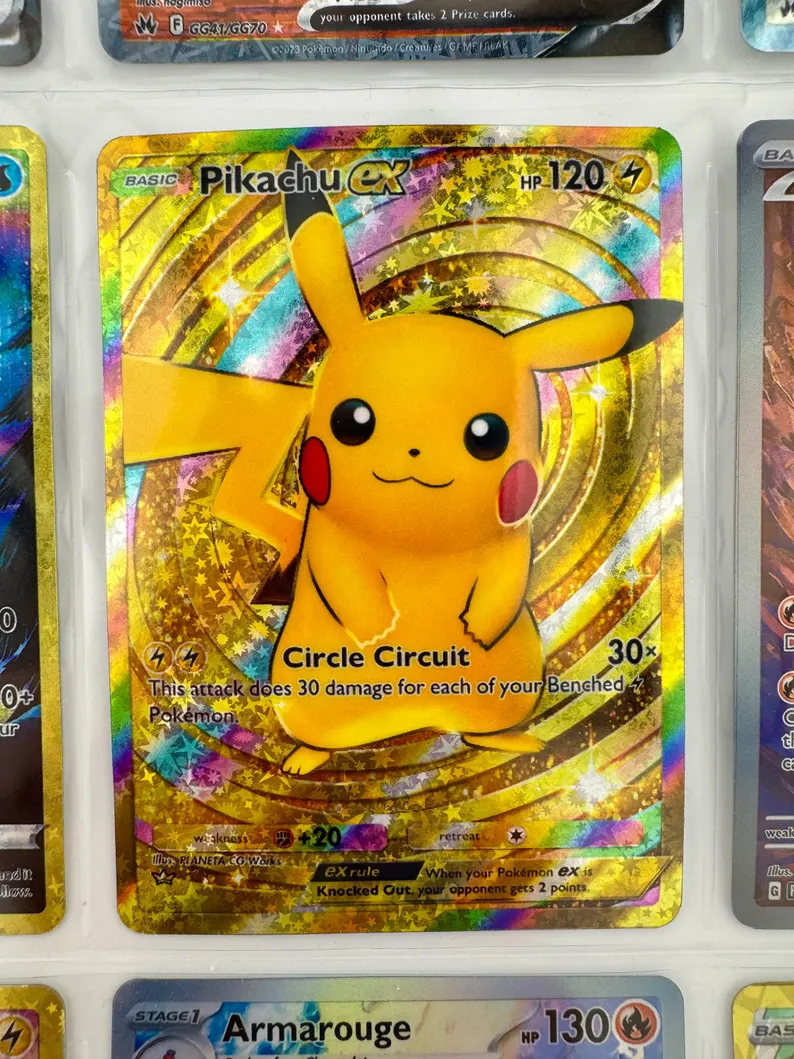 your opponent takes 2 Prize cards.
F GG41/GG70
©2023 Pokémon / Nintendo / Creatures / GAME FREAK
BASIC Pikachu ex HP 120
Circle Circuit 30×
This attack does 30 damage for each of your Benched
Pokémon.
weakness +20 retreat
Illus. PLANETA CG Works
ex rule When your Pokémon ex is
Knocked Out, your opponent gets 2 points.
0+
weak
Illus.
G
STAGE 1 Armarouge HP 130